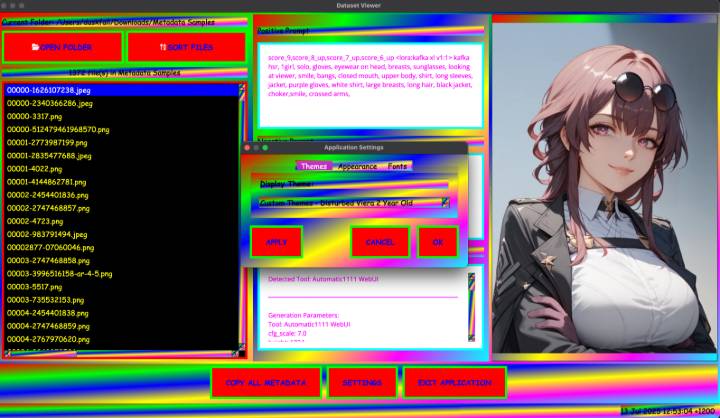 Dataset Viewer
Current Folder: /Users/duskfall/Downloads/Metadata Samples
OPEN FOLDER
SORT FILES
1372 file(s) in Metadata Samples
00000-1626107238.jpeg
00000-2340366286.jpeg
00000-3317.png
00000-512479461968570.png
00001-2773987199.png
00001-2835477688.jpeg
00001-4022.png
00001-4144862781.png
00002-2454401836.png
00002-2747468857.png
00002-4723.png
00002-983791494.jpeg
00002877-07060046.png
00003-2747468858.png
00003-3996516158-ar-4-5.png
00003-5517.png
00003-735532153.png
00004-2454401838.png
00004-2747468859.png
00004-2767970620.png
Positive Prompt
score_9,score_8_up,score_7_up,score_6_up <lora:kafka xl v1:1> kafka
hsr, 1girl, solo, gloves, eyewear on head, breasts, sunglasses, looking
at viewer, smile, bangs, closed mouth, upper body, shirt, long sleeves,
jacket, purple gloves, white shirt, large breasts, long hair, black jacket,
choker,smile, crossed arms,
Application Settings
Themes
Appearance
Fonts
Display Theme:
Custom Themes - Disturbed Viera 2 Year Old
APPLY
CANCEL
OK
Detected Tool: Automatic1111 WebUI
Generation Parameters:
Tool: Automatic1111 WebUI
cfg_scale: 7.0
COPY ALL METADATA
SETTINGS
EXIT APPLICATION
13 Jul 2025 12:53:04 +1200